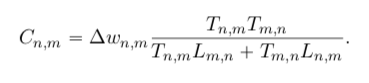 $$C_{n,m} = \Delta w_{n,m} \frac{T_{n,m} T_{m,n}}{T_{n,m} L_{m,n} + T_{m,n} L_{n,m}}.$$